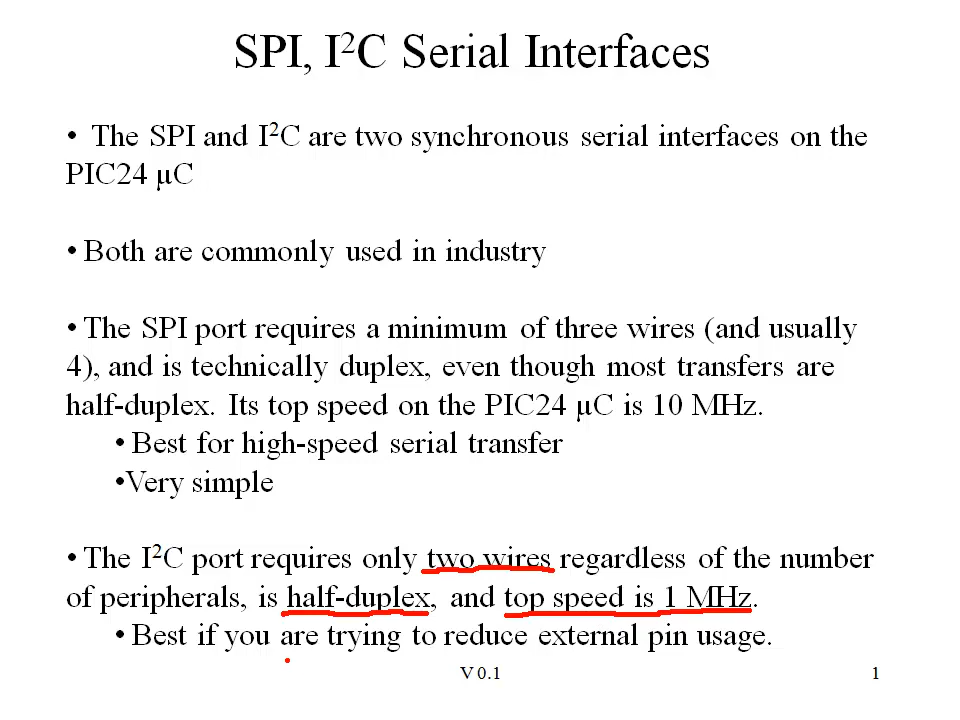 SPI, I²C Serial Interfaces
• The SPI and I²C are two synchronous serial interfaces on the
PIC24 µC
• Both are commonly used in industry
• The SPI port requires a minimum of three wires (and usually
4), and is technically duplex, even though most transfers are
half-duplex. Its top speed on the PIC24 µC is 10 MHz.
• Best for high-speed serial transfer
•Very simple
• The I²C port requires only two wires regardless of the number
of peripherals, is half-duplex, and top speed is 1 MHz.
• Best if you are trying to reduce external pin usage.
V 0.1
1